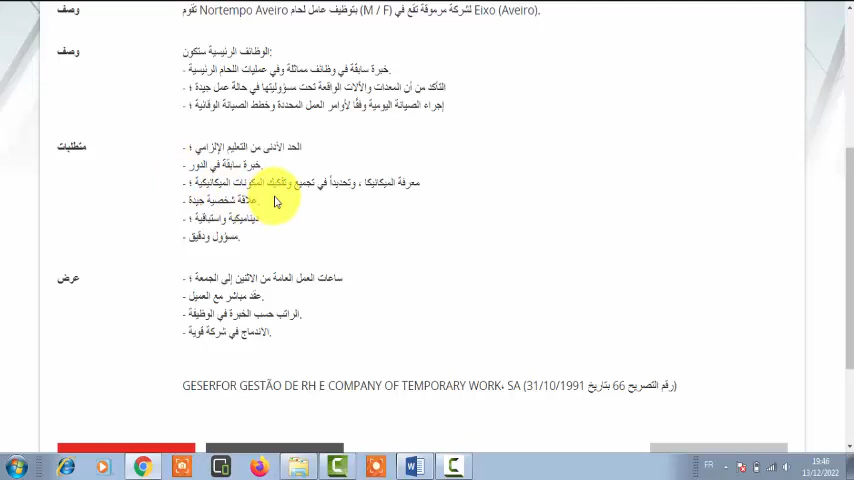 وصف
تقوم Nortempo Aveiro بتوظيف عامل لحام (M / F) لشركة مرموقة تقع في Eixo (Aveiro).
وصف
الوظائف الرئيسية ستكون:
- خبرة سابقة في وظائف مماثلة وفي عمليات اللحام الرئيسية.
- التأكد من أن المعدات والآلات الواقعة تحت مسؤوليتها في حالة عمل جيدة ؛
- إجراء الصيانة اليومية وفقًا لأوامر العمل المحددة وخطط الصيانة الوقائية ؛
متطلبات
- الحد الأدنى من التعليم الإلزامي ؛
- خبرة سابقة في الدور.
- معرفة الميكانيكا ، وتحديداً في تجميع وتفكيك المكونات الميكانيكية ؛
- علاقة شخصية جيدة.
- ديناميكية واستباقية ؛
- مسؤول ودقيق.
عرض
- ساعات العمل العامة من الاثنين إلى الجمعة ؛
- عقد مباشر مع العميل.
- الراتب حسب الخبرة في الوظيفة.
- الاندماج في شركة قوية.
GESERFOR GESTÃO DE RH E COMPANY OF TEMPORARY WORK، SA (رقم التصريح 66 بتاريخ 31/10/1991)
FR
19:46
13/12/2022